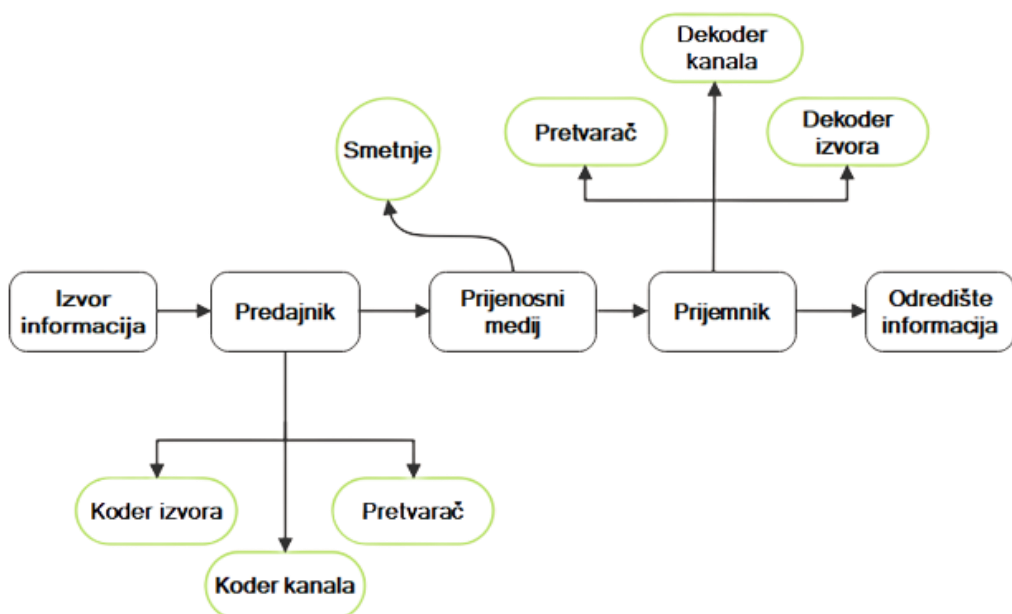 Dekoder
kanala
Pretvarač
Dekoder
izvora
Smetnje
Izvor
informacija
Predajnik
Prijenosni
medij
Prijemnik
Odredište
informacija
Koder izvora
Pretvarač
Koder kanala